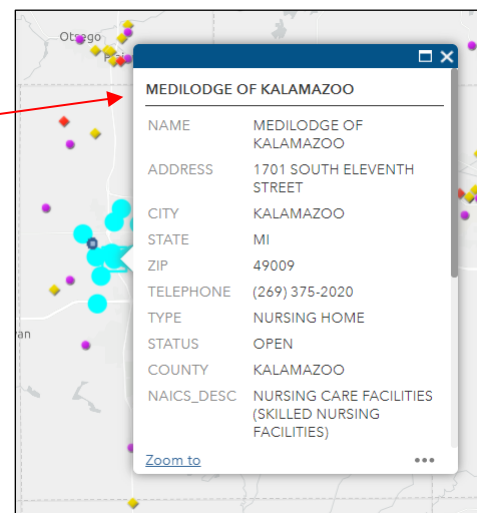 Otsego
Plai
MEDILODGE OF KALAMAZOO
NAME MEDILODGE OF
KALAMAZOO
ADDRESS 1701 SOUTH ELEVENTH
STREET
CITY KALAMAZOO
STATE MI
ZIP 49009
TELEPHONE (269) 375-2020
TYPE NURSING HOME
STATUS OPEN
COUNTY KALAMAZOO
NAICS_DESC NURSING CARE FACILITIES
(SKILLED NURSING
FACILITIES)
an
Zoom to